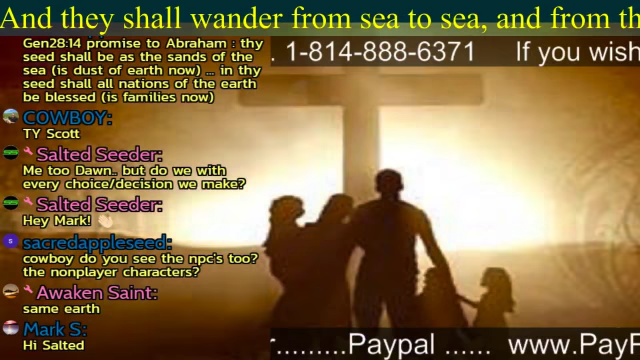 And they shall wander from sea to sea, and from th
. 1-814-888-6371 If you wish
Gen28:14 promise to Abraham : thy
seed shall be as the sands of the
sea (is dust of earth now) ... in thy
seed shall all nations of the earth
be blessed (is families now)
COWBOY:
TY Scott
Salted Seeder:
Me too Dawn.. but do we with
every choice/decision we make?
Salted Seeder:
Hey Mark!
sacredappleseed:
cowboy do you see the npc's too?
the nonplayer characters?
Awaken Saint:
same earth
Mark S:
Hi Salted
r.........Paypal ...... www.PayP